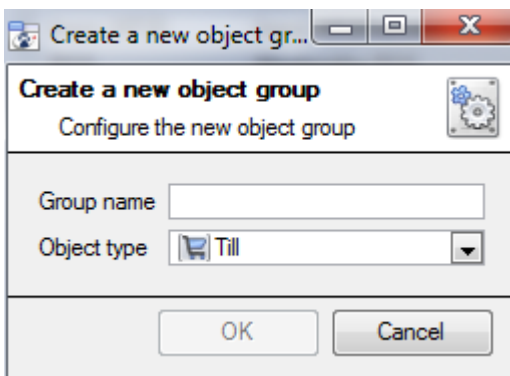 Create a new object gr...
Create a new object group
Configure the new object group
Group name
Object type Till
OK Cancel